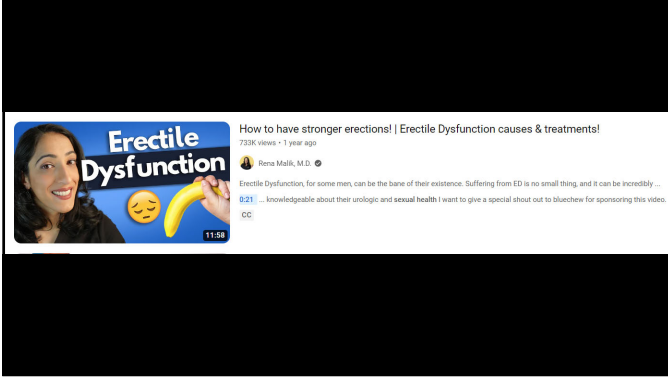 Erectile
Dysfunction
11:58
How to have stronger erections! | Erectile Dysfunction causes & treatments!
733K views • 1 year ago
Rena Malik, M.D.
Erectile Dysfunction, for some men, can be the bane of their existence. Suffering from ED is no small thing, and it can be incredibly ...
0:21 ... knowledgeable about their urologic and sexual health I want to give a special shout out to bluechew for sponsoring this video.
CC